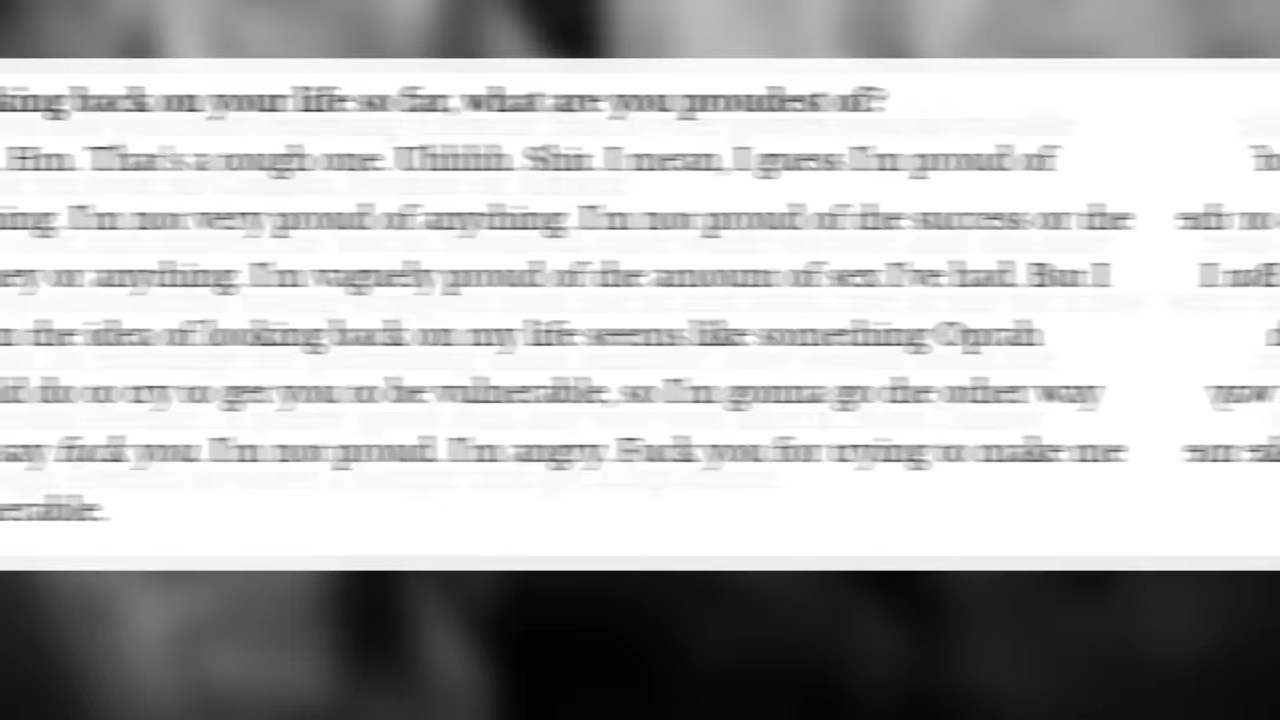 king back on your life so far, what are you proudest of?
Hm. That's a tough one. Uhhhh. Shit. I mean, I guess I'm proud of
ing. I'm not very proud of anything. I'm not proud of the success or the
ey or anything. I'm vaguely proud of the amount of sex I've had. But I
the idea of looking back on my life seems like something Oprah
do to try to get you to be vulnerable, so I'm gonna go the other way
ay fuck you. I'm not proud. I'm angry. Fuck you for trying to make me
erable.